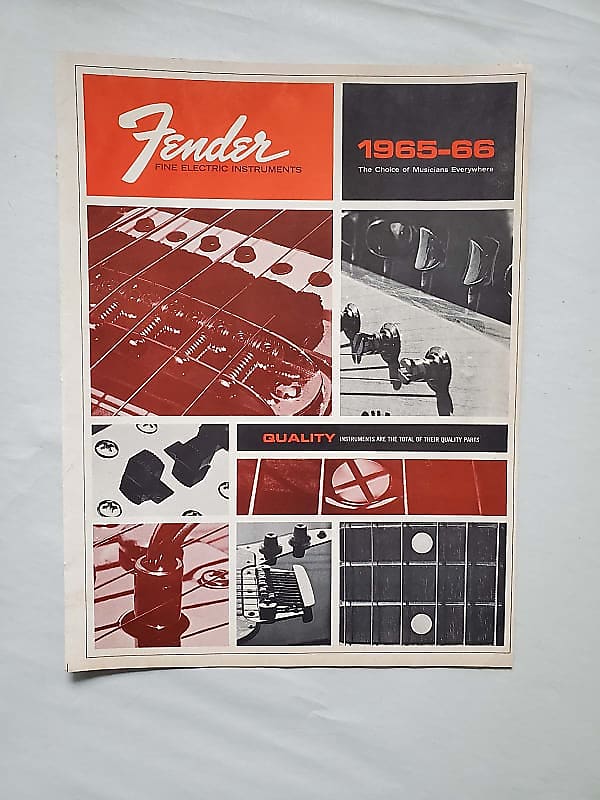 Fender
FINE ELECTRIC INSTRUMENTS
1965-66
The Choice of Musicians Everywhere
QUALITY INSTRUMENTS ARE THE TOTAL OF THEIR QUALITY PARTS